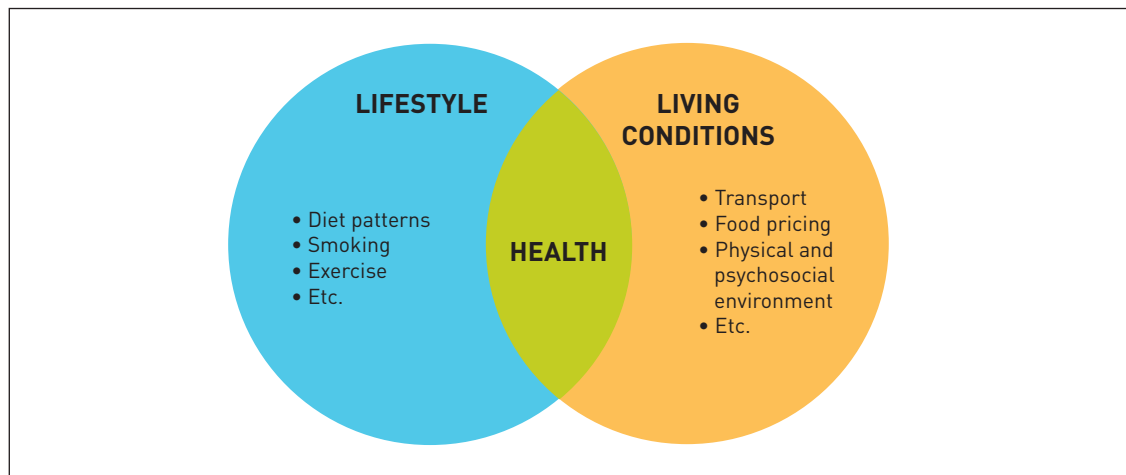 LIFESTYLE
• Diet patterns
• Smoking
• Exercise
• Etc.
HEALTH
LIVING
CONDITIONS
• Transport
• Food pricing
• Physical and
psychosocial
environment
• Etc.